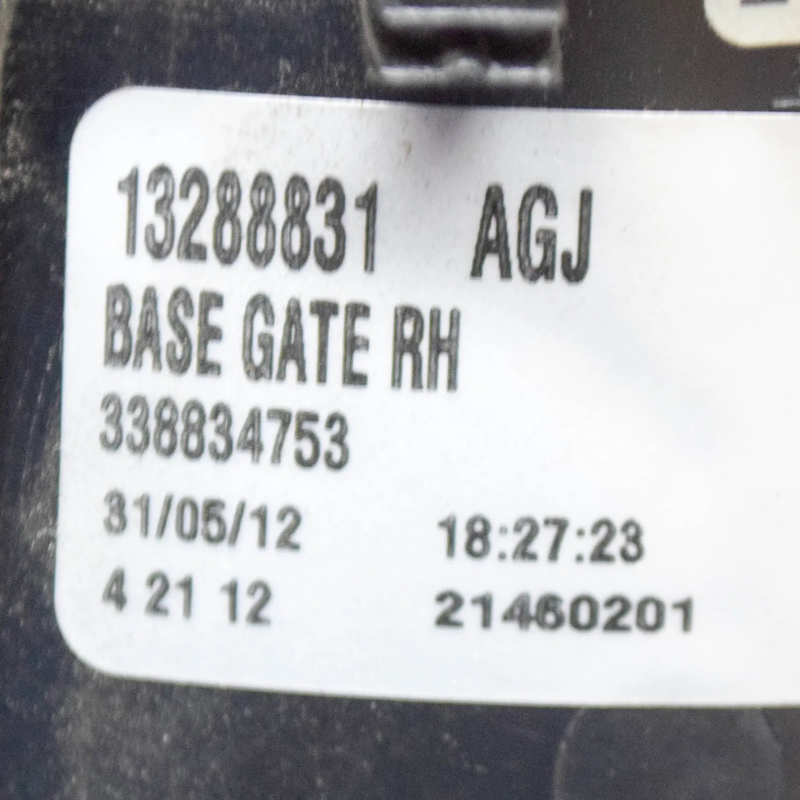 13288831 AGJ
BASE GATE RH
338834753
31/05/12 18:27:23
4 21 12 21460201